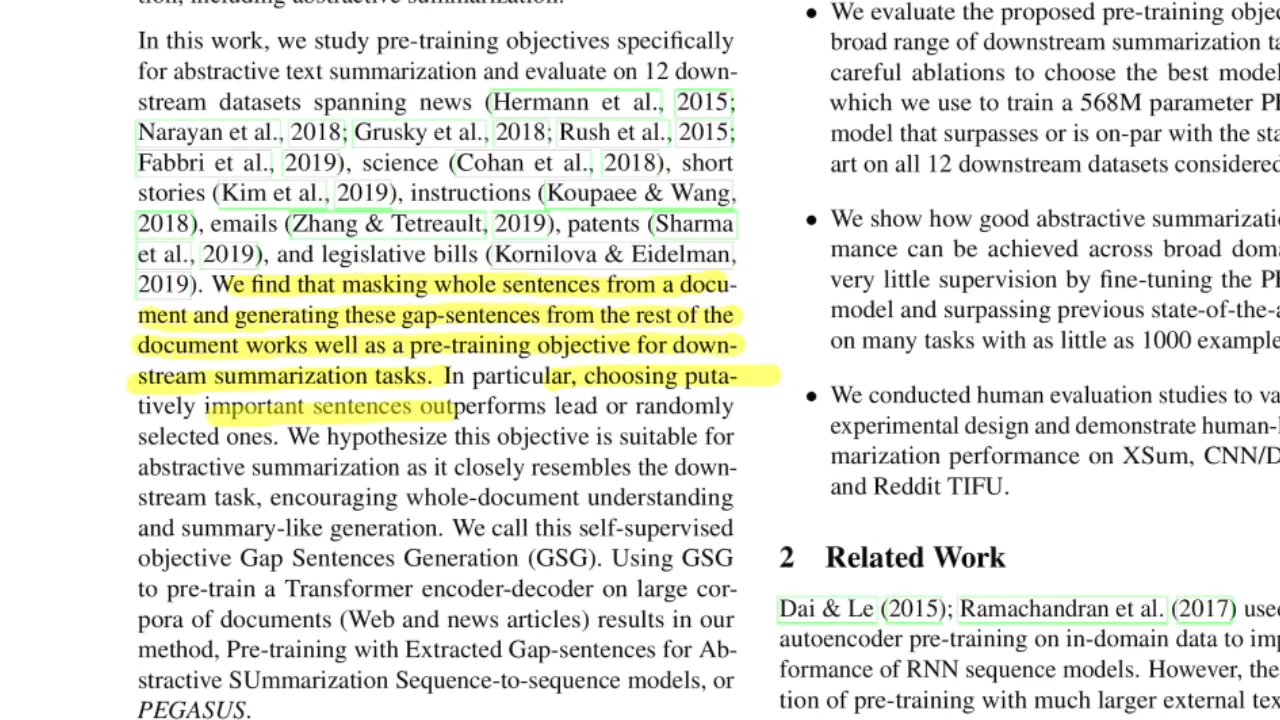 tion, including abstractive summarization.
In this work, we study pre-training objectives specifically
for abstractive text summarization and evaluate on 12 down-
stream datasets spanning news (Hermann et al., 2015;
Narayan et al., 2018; Grusky et al., 2018; Rush et al., 2015;
Fabbri et al., 2019), science (Cohan et al., 2018), short
stories (Kim et al., 2019), instructions (Koupaee & Wang,
2018), emails (Zhang & Tetreault, 2019), patents (Sharma
et al., 2019), and legislative bills (Kornilova & Eidelman,
2019). We find that masking whole sentences from a docu-
ment and generating these gap-sentences from the rest of the
document works well as a pre-training objective for down-
stream summarization tasks. In particular, choosing puta-
tively important sentences outperforms lead or randomly
selected ones. We hypothesize this objective is suitable for
abstractive summarization as it closely resembles the down-
stream task, encouraging whole-document understanding
and summary-like generation. We call this self-supervised
objective Gap Sentences Generation (GSG). Using GSG
to pre-train a Transformer encoder-decoder on large cor-
pora of documents (Web and news articles) results in our
method, Pre-training with Extracted Gap-sentences for Ab-
stractive SUmmarization Sequence-to-sequence models, or
PEGASUS.
• We evaluate the proposed pre-training objec
broad range of downstream summarization ta
careful ablations to choose the best model
which we use to train a 568M parameter P
model that surpasses or is on-par with the sta
art on all 12 downstream datasets considered
• We show how good abstractive summarizatio
mance can be achieved across broad doma
very little supervision by fine-tuning the P
model and surpassing previous state-of-the-a
on many tasks with as little as 1000 example
• We conducted human evaluation studies to va
experimental design and demonstrate human-l
marization performance on XSum, CNN/D
and Reddit TIFU.
2 Related Work
Dai & Le (2015); Ramachandran et al. (2017) used
autoencoder pre-training on in-domain data to imp
formance of RNN sequence models. However, the
tion of pre-training with much larger external tex